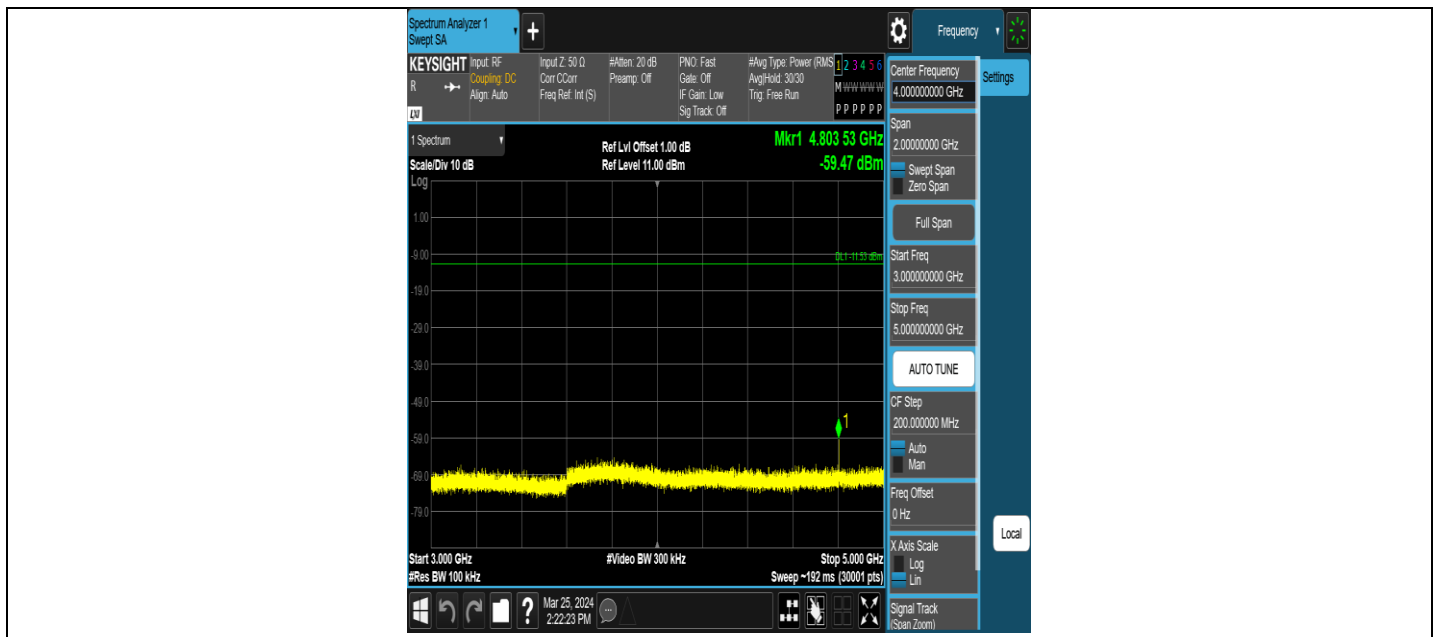 Spectrum Analyzer 1
Swept SA
+
Frequency
KEYSIGHT
R
LXI
Input: RF
Coupling: DC
Align: Auto
Input Z: 50 Ω
Corr CCorr
Freq Ref: Int (S)
#Atten: 20 dB
Preamp: Off
PNO: Fast
Gate: Off
IF Gain: Low
Sig Track: Off
#Avg Type: Power (RMS
Avg|Hold: 30/30
Trig: Free Run
1 2 3 4 5 6
M W W W W W
P P P P P P
1 Spectrum
Scale/Div 10 dB
Log
Ref Lvl Offset 1.00 dB
Ref Level 11.00 dBm
Mkr1 4.803 53 GHz
-59.47 dBm
1.00
-9.00
DL1 -11.53 dBm
-19.0
-29.0
-39.0
-49.0
1
-59.0
-69.0
-79.0
Start 3.000 GHz
#Res BW 100 kHz
#Video BW 300 kHz
Stop 5.000 GHz
Sweep ~192 ms (30001 pts)
Mar 25, 2024
2:22:23 PM
?
Center Frequency
4.000000000 GHz
Settings
Span
2.00000000 GHz
Swept Span
Zero Span
Full Span
Start Freq
3.000000000 GHz
Stop Freq
5.000000000 GHz
AUTO TUNE
CF Step
200.000000 MHz
Auto
Man
Freq Offset
0 Hz
X Axis Scale
Log
Lin
Local
Signal Track
(Span Zoom)